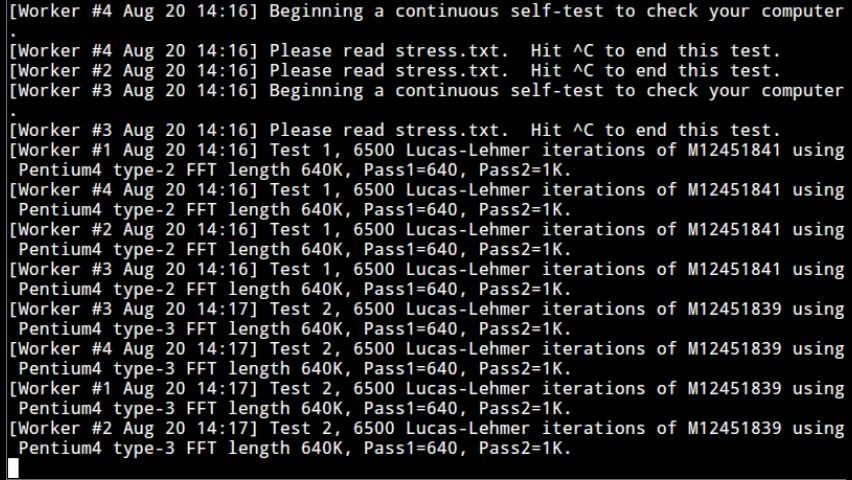 [Worker #4 Aug 20 14:16] Beginning a continuous self-test to check your computer
.
[Worker #4 Aug 20 14:16] Please read stress.txt.  Hit ^C to end this test.
[Worker #2 Aug 20 14:16] Please read stress.txt.  Hit ^C to end this test.
[Worker #3 Aug 20 14:16] Beginning a continuous self-test to check your computer
.
[Worker #3 Aug 20 14:16] Please read stress.txt.  Hit ^C to end this test.
[Worker #1 Aug 20 14:16] Test 1, 6500 Lucas-Lehmer iterations of M12451841 using
 Pentium4 type-2 FFT length 640K, Pass1=640, Pass2=1K.
[Worker #4 Aug 20 14:16] Test 1, 6500 Lucas-Lehmer iterations of M12451841 using
 Pentium4 type-2 FFT length 640K, Pass1=640, Pass2=1K.
[Worker #2 Aug 20 14:16] Test 1, 6500 Lucas-Lehmer iterations of M12451841 using
 Pentium4 type-2 FFT length 640K, Pass1=640, Pass2=1K.
[Worker #3 Aug 20 14:16] Test 1, 6500 Lucas-Lehmer iterations of M12451841 using
 Pentium4 type-2 FFT length 640K, Pass1=640, Pass2=1K.
[Worker #3 Aug 20 14:17] Test 2, 6500 Lucas-Lehmer iterations of M12451839 using
 Pentium4 type-3 FFT length 640K, Pass1=640, Pass2=1K.
[Worker #4 Aug 20 14:17] Test 2, 6500 Lucas-Lehmer iterations of M12451839 using
 Pentium4 type-3 FFT length 640K, Pass1=640, Pass2=1K.
[Worker #1 Aug 20 14:17] Test 2, 6500 Lucas-Lehmer iterations of M12451839 using
 Pentium4 type-3 FFT length 640K, Pass1=640, Pass2=1K.
[Worker #2 Aug 20 14:17] Test 2, 6500 Lucas-Lehmer iterations of M12451839 using
 Pentium4 type-3 FFT length 640K, Pass1=640, Pass2=1K.